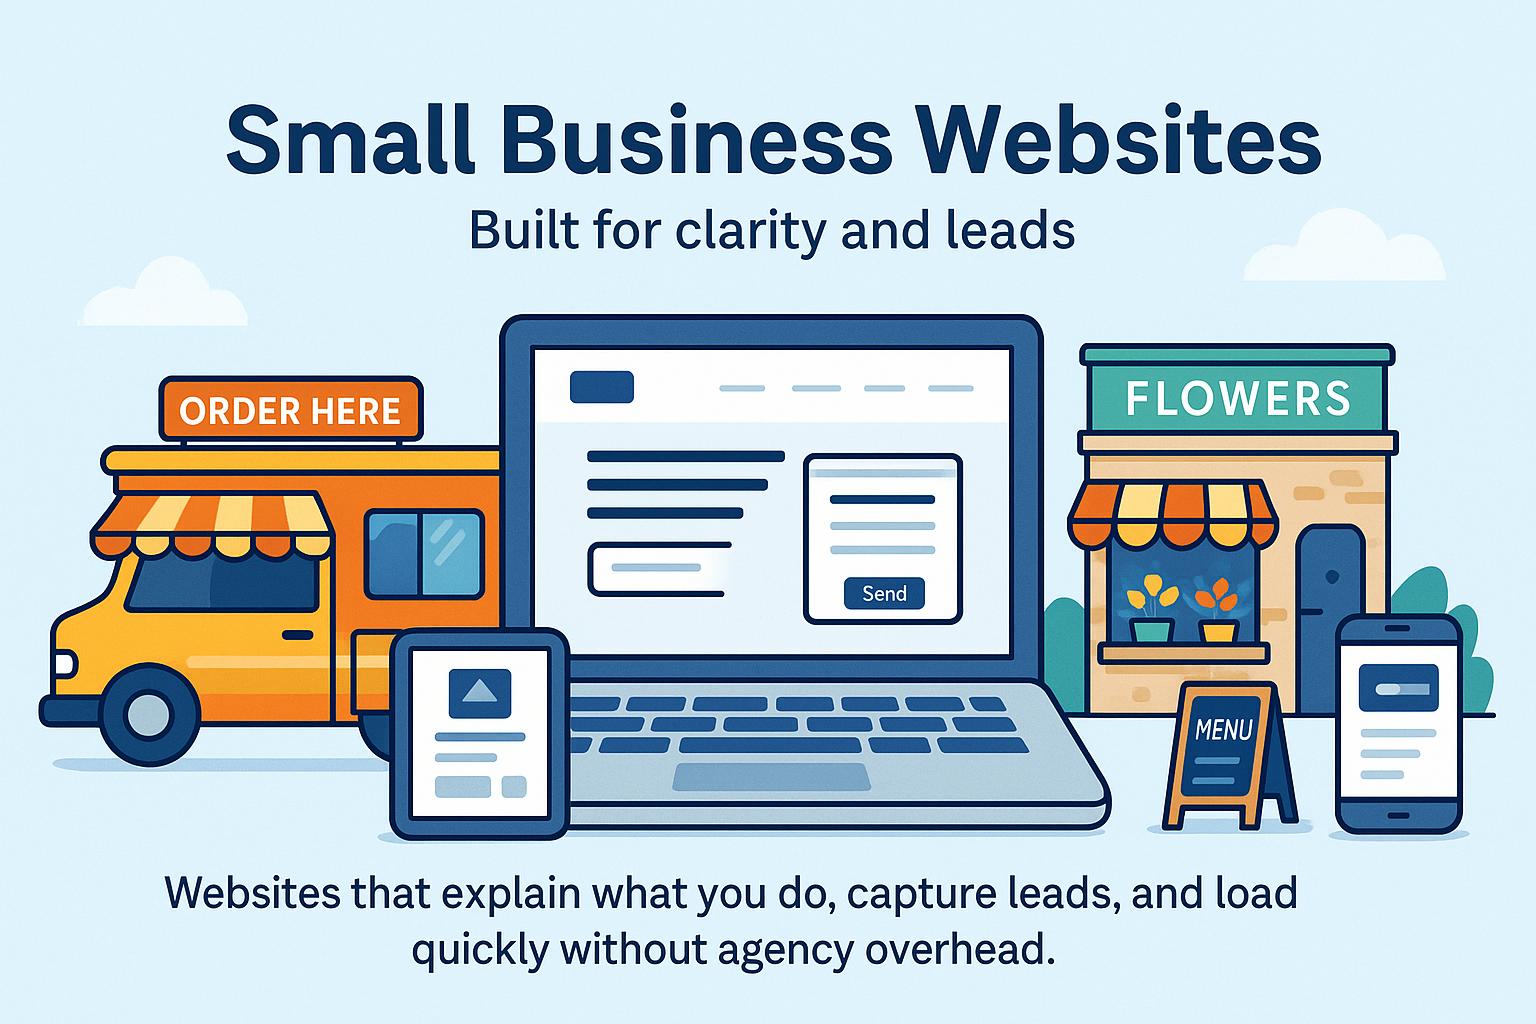 Small Business Websites
Built for clarity and leads
ORDER HERE
FLOWERS
Send
MENU
Websites that explain what you do, capture leads, and load
quickly without agency overhead.